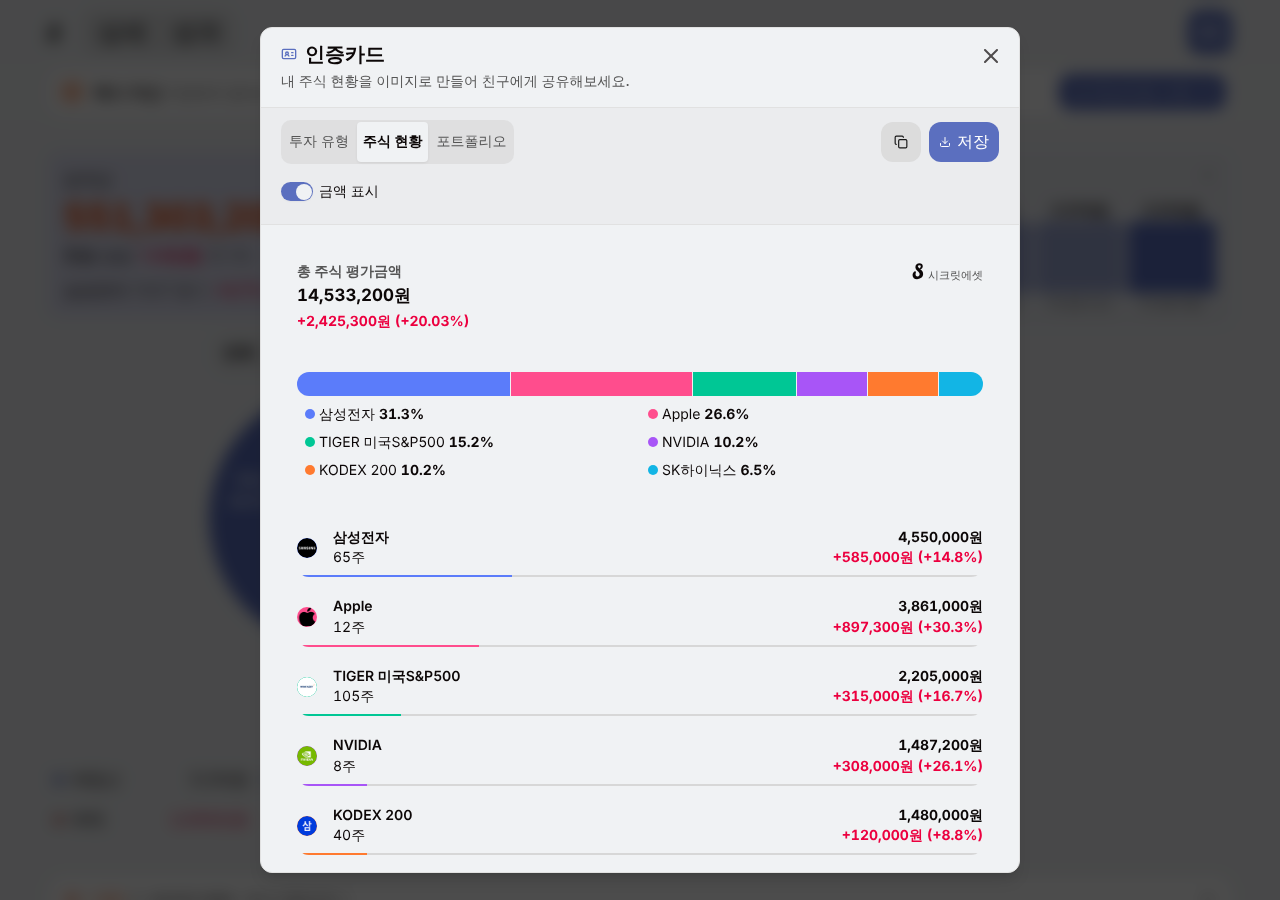 인증카드
내 주식 현황을 이미지로 만들어 친구에게 공유해보세요.
투자 유형 주식 현황 포트폴리오
저장
금액 표시
총 주식 평가금액
시크릿에셋
14,533,200원
+2,425,300원 (+20.03%)
삼성전자 31.3%
Apple 26.6%
TIGER 미국S&P500 15.2%
NVIDIA 10.2%
KODEX 200 10.2%
SK하이닉스 6.5%
삼성전자 4,550,000원
65주 +585,000원 (+14.8%)
Apple 3,861,000원
12주 +897,300원 (+30.3%)
TIGER 미국S&P500 2,205,000원
105주 +315,000원 (+16.7%)
NVIDIA 1,487,200원
8주 +308,000원 (+26.1%)
삼
KODEX 200 1,480,000원
40주 +120,000원 (+8.8%)